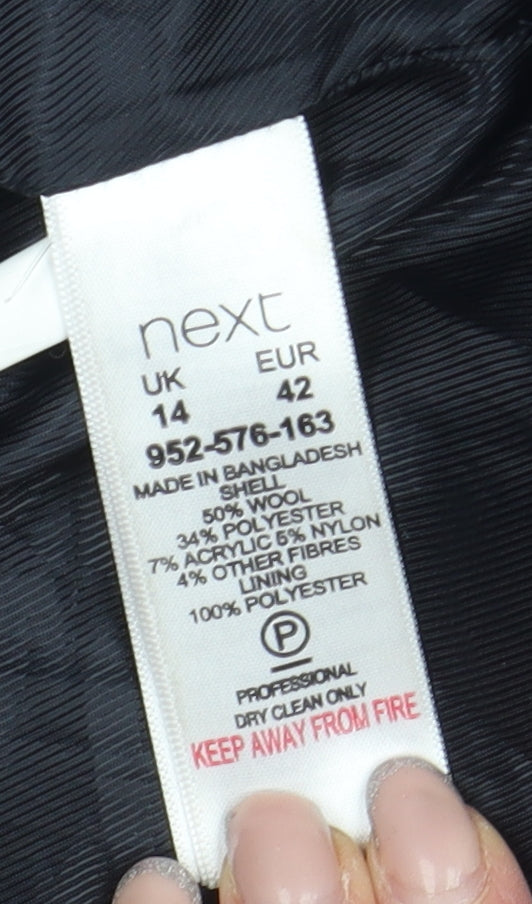 next
UK EUR
14 42
952-576-163
MADE IN BANGLADESH
SHELL
50% WOOL
34% POLYESTER
7% ACRYLIC 5% NYLON
4% OTHER FIBRES
LINING
100% POLYESTER
P
PROFESSIONAL
DRY CLEAN ONLY
KEEP AWAY FROM FIRE